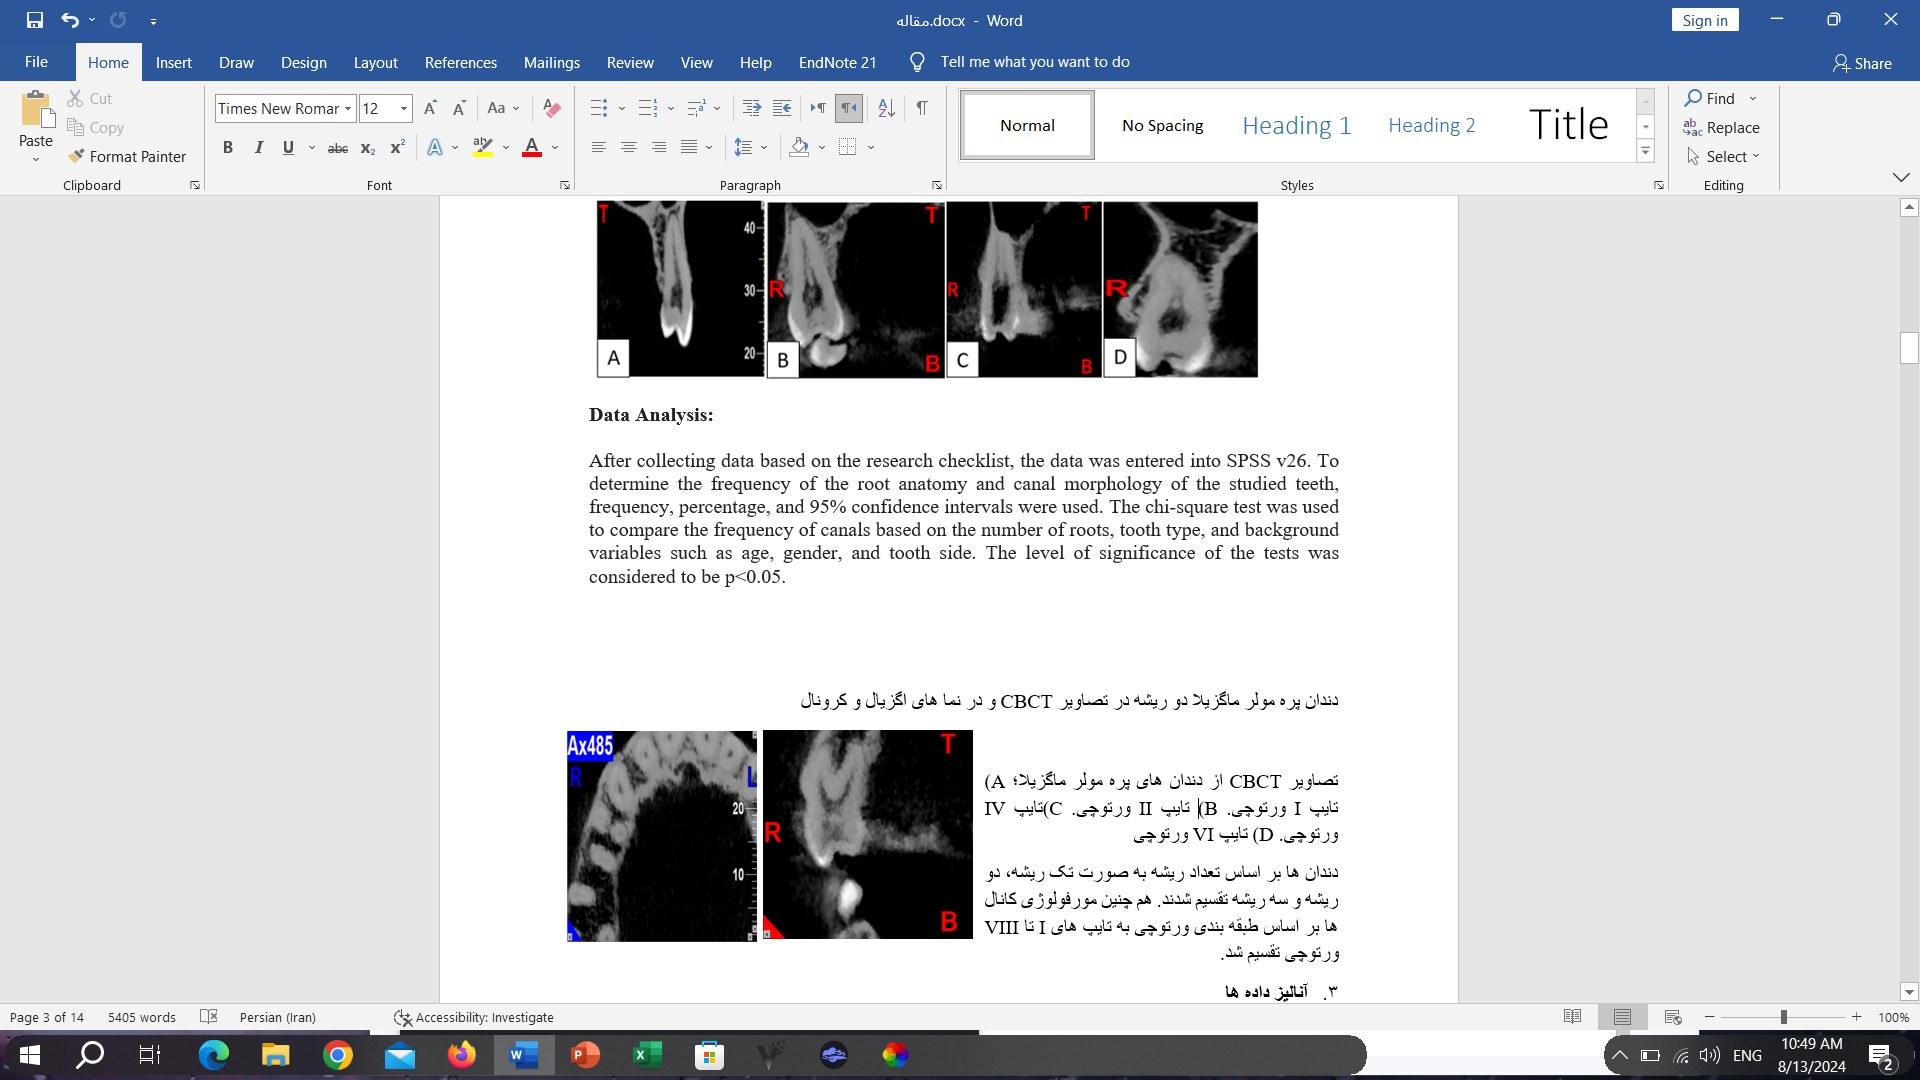 مقاله.docx - Word
Sign in
File Home Insert Draw Design Layout References Mailings Review View Help EndNote 21 Tell me what you want to do Share
Paste
Cut
Copy
Format Painter
Clipboard
Times New Romar 12
Font
Paragraph
Normal
No Spacing
Heading 1
Heading 2
Title
Styles
Find
Replace
Select
Editing
T 40 30 20 A
T R B B
T R B C
R D
Data Analysis:
After collecting data based on the research checklist, the data was entered into SPSS v26. To
determine the frequency of the root anatomy and canal morphology of the studied teeth,
frequency, percentage, and 95% confidence intervals were used. The chi-square test was used
to compare the frequency of canals based on the number of roots, tooth type, and background
variables such as age, gender, and tooth side. The level of significance of the tests was
considered to be p<0.05.
دندان پره مولر ماگزیلا دو ریشه در تصاویر CBCT و در نما های اگزیال و کرونال
Ax485
R L
20
10
T
R
B
تصاویر CBCT از دندان های پره مولر ماگزیلا؛ A)
تایپ I ورتوچی. B) تایپ II ورتوچی. C)تایپ IV
ورتوچی. D) تایپ VI ورتوچی
دندان ها بر اساس تعداد ریشه به صورت تک ریشه، دو
ریشه و سه ریشه تقسیم شدند. هم چنین مورفولوژی کانال
ها بر اساس طبقه بندی ورتوچی به تایپ های I تا VIII
ورتوچی تقسیم شد.
۳. آنالیز داده ها
Page 3 of 14 5405 words Persian (Iran) Accessibility: Investigate 100%
ENG
10:49 AM
8/13/2024
2